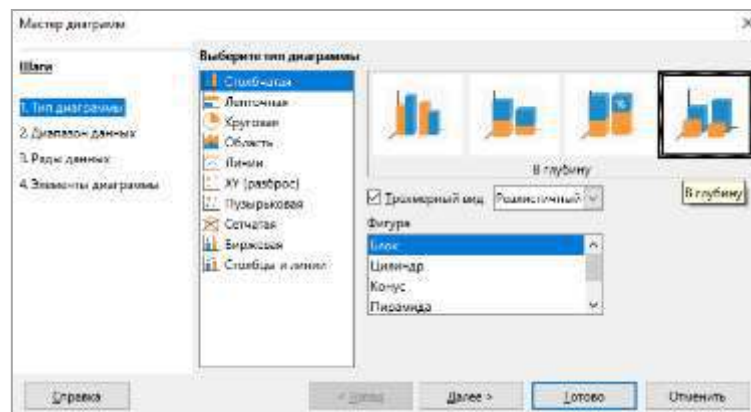 Мастер диаграмм
Шаги
1. Тип диаграммы
2. Диапазон данных
3. Ряды данных
4. Элементы диаграммы
Выберите тип диаграммы
Столбчатая
Ленточная
Круговая
Область
Линии
XY (разброс)
Пузырьковая
Сетчатая
Биржевая
Столбцы и линии
В глубину
Трёхмерный вид
Реалистичный
В глубину
Фигура
Блок
Цилиндр
Конус
Пирамида
Справка
< Назад
Далее >
Готово
Отменить